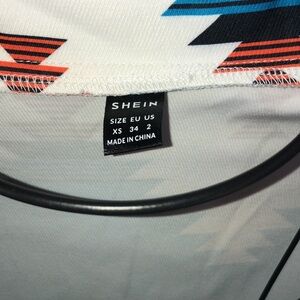 SHEIN
SIZE EU US
XS 34 2
MADE IN CHINA